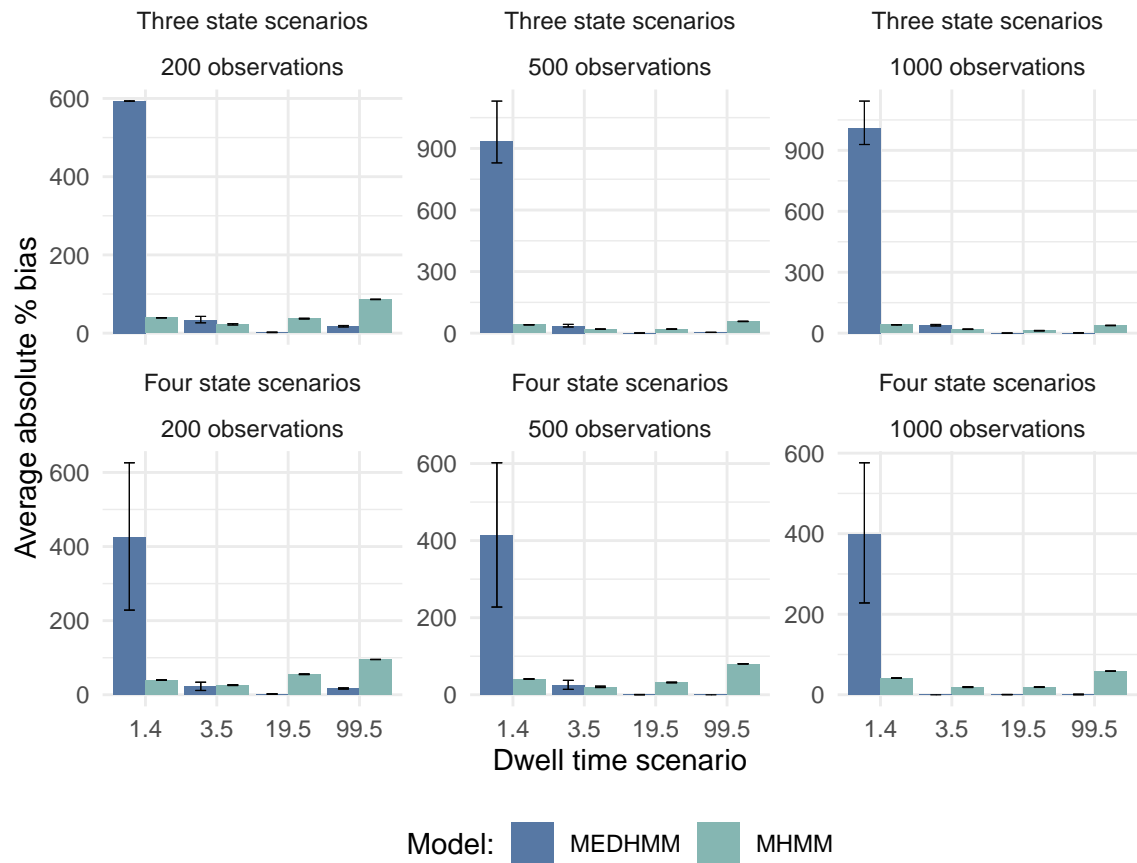 Three state scenarios
200 observations
Three state scenarios
500 observations
Three state scenarios
1000 observations
600
400
200
0
900
600
300
0
900
600
300
0
Four state scenarios
200 observations
Four state scenarios
500 observations
Four state scenarios
1000 observations
600
400
200
0
600
400
200
0
600
400
200
0
1.4 3.5 19.5 99.5
1.4 3.5 19.5 99.5
1.4 3.5 19.5 99.5
Average absolute % bias
Dwell time scenario
Model: MEDHMM MHMM